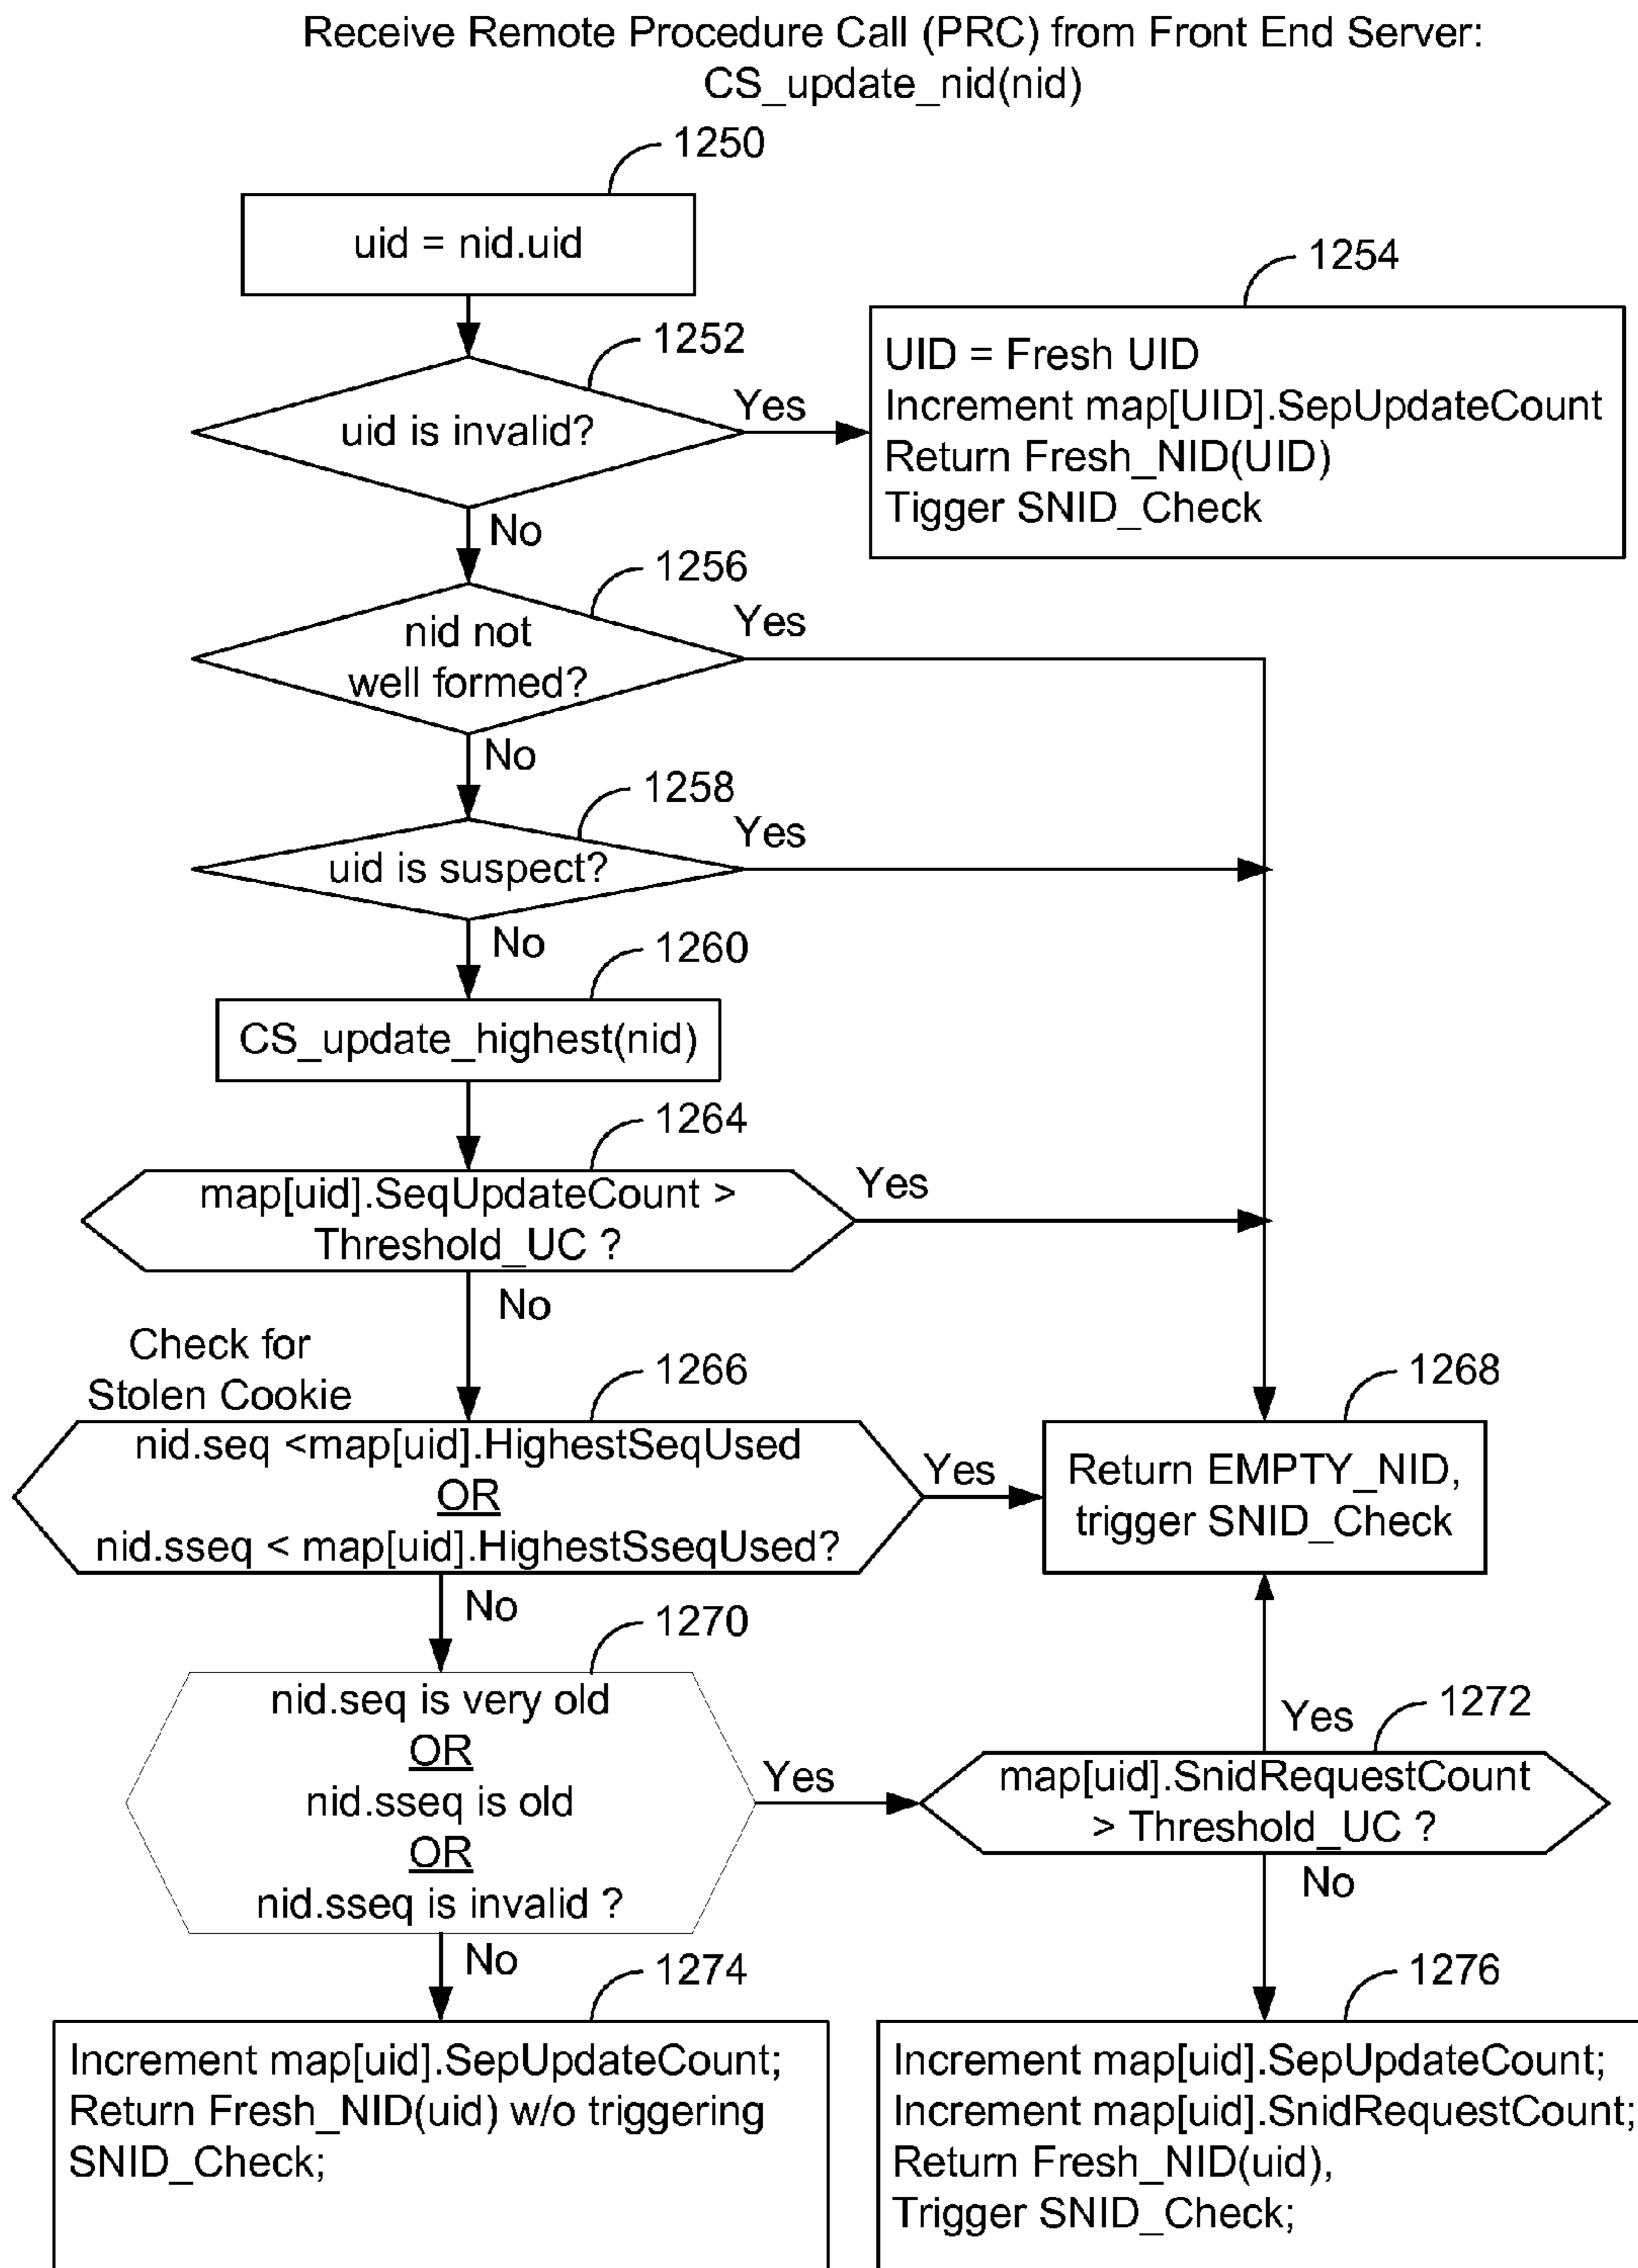 Receive Remote Procedure Call (PRC) from Front End Server:
CS_update_nid(nid)
1250
uid = nid.uid
1252
uid is invalid?
Yes
1254
UID = Fresh UID
Increment map[UID].SepUpdateCount
Return Fresh_NID(UID)
Tigger SNID_Check
No
1256
nid not
well formed?
Yes
No
1258
uid is suspect?
Yes
No
1260
CS_update_highest(nid)
1264
map[uid].SeqUpdateCount >
Threshold_UC ?
Yes
No
Check for
Stolen Cookie
1266
nid.seq <map[uid].HighestSeqUsed
OR
nid.sseq < map[uid].HighestSseqUsed?
Yes
1268
Return EMPTY_NID,
trigger SNID_Check
No
1270
nid.seq is very old
OR
nid.sseq is old
OR
nid.sseq is invalid ?
Yes
1272
map[uid].SnidRequestCount
> Threshold_UC ?
Yes
No
No
1274
Increment map[uid].SepUpdateCount;
Return Fresh_NID(uid) w/o triggering
SNID_Check;
1276
Increment map[uid].SepUpdateCount;
Increment map[uid].SnidRequestCount;
Return Fresh_NID(uid),
Trigger SNID_Check;